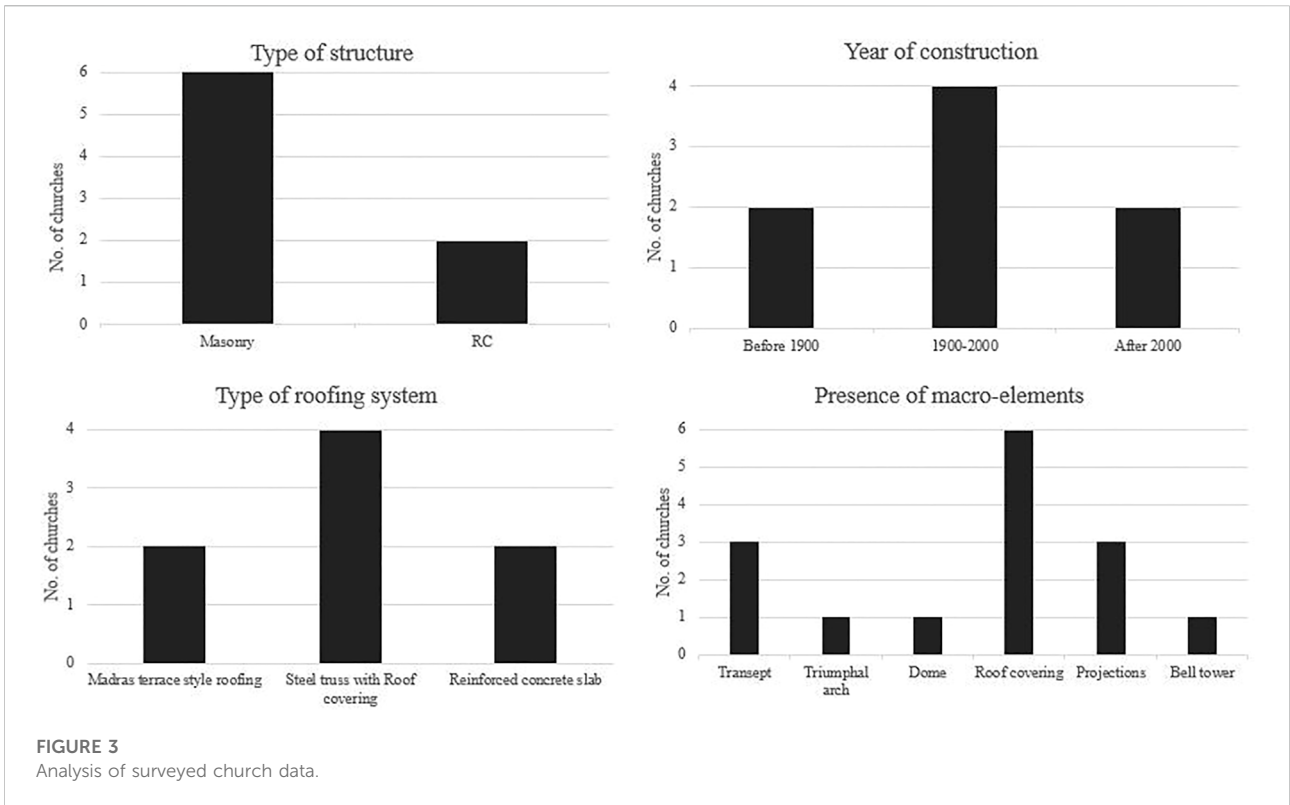 Type of structure
No. of churches
6
5
4
3
2
1
0
Masonry
RC
Year of construction
No. of churches
4
3
2
1
0
Before 1900
1900-2000
After 2000
Type of roofing system
No. of churches
4
3
2
1
0
Madras terrace style roofing
Steel truss with Roof
covering
Reinforced concrete slab
Presence of macro-elements
No. of churches
6
5
4
3
2
1
0
Transept
Triumphal
arch
Dome
Roof covering
Projections
Bell tower
FIGURE 3
Analysis of surveyed church data.